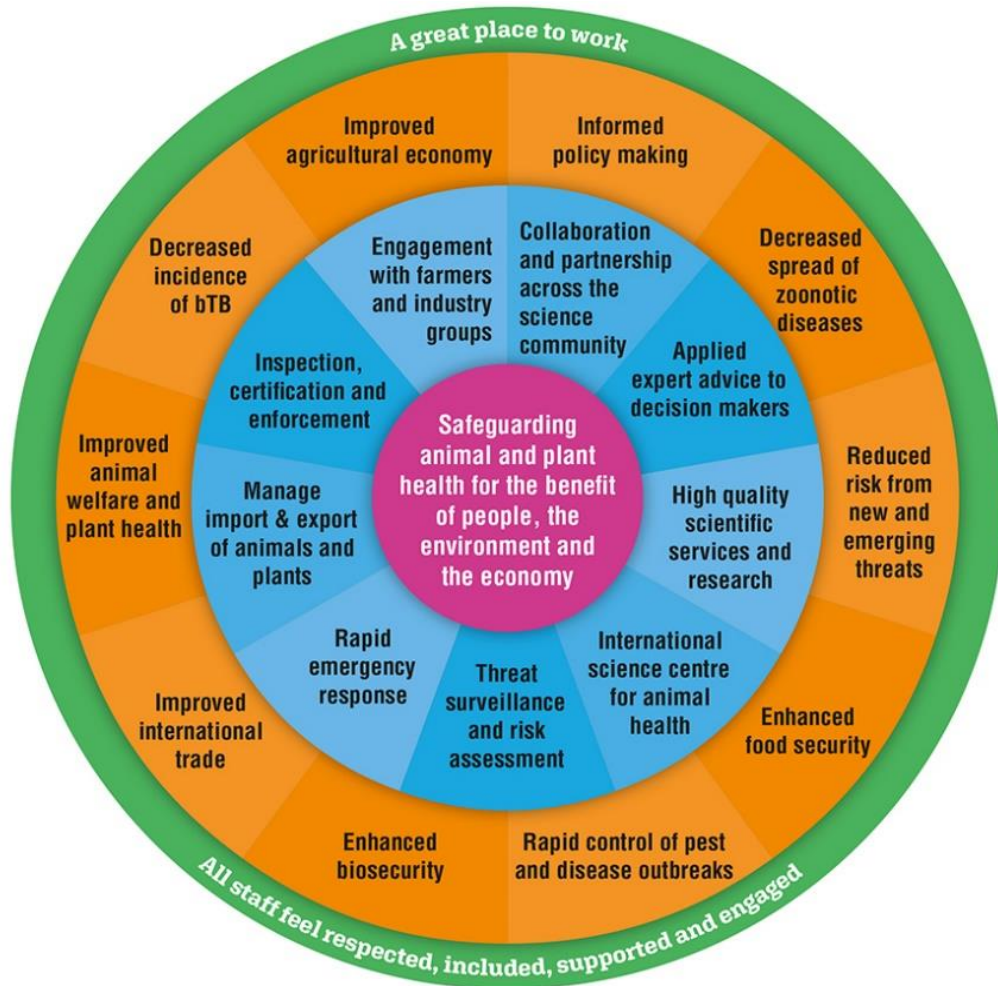 A great place to work
Improved
agricultural economy
Informed
policy making
Decreased
spread of
zoonotic
diseases
Reduced
risk from
new and
emerging
threats
Enhanced
food security
Rapid control of pest
and disease outbreaks
Enhanced
biosecurity
Improved
international
trade
Improved
animal
welfare and
plant health
Decreased
incidence
of bTB
Engagement
with farmers
and industry
groups
Collaboration
and partnership
across the
science
community
Applied
expert advice to
decision makers
High quality
scientific
services and
research
International
science centre
for animal
health
Threat
surveillance
and risk
assessment
Rapid
emergency
response
Manage
import & export
of animals and
plants
Inspection,
certification and
enforcement
Safeguarding
animal and plant
health for the benefit
of people, the
environment and
the economy
All staff feel respected, included, supported and engaged